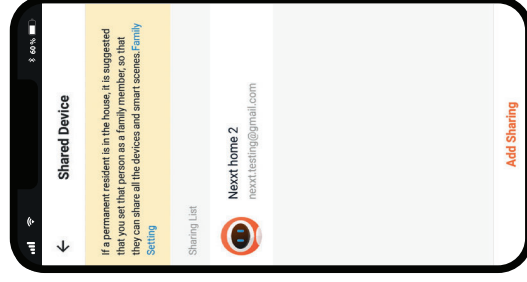 60%
Shared Device
If a permanent resident is in the house, it is suggested
that you set that person as a family member, so that
they can share all the devices and smart scenes.Family
Setting
Sharing List
Nexxt home 2
nexxt.testing@gmail.com
Add Sharing